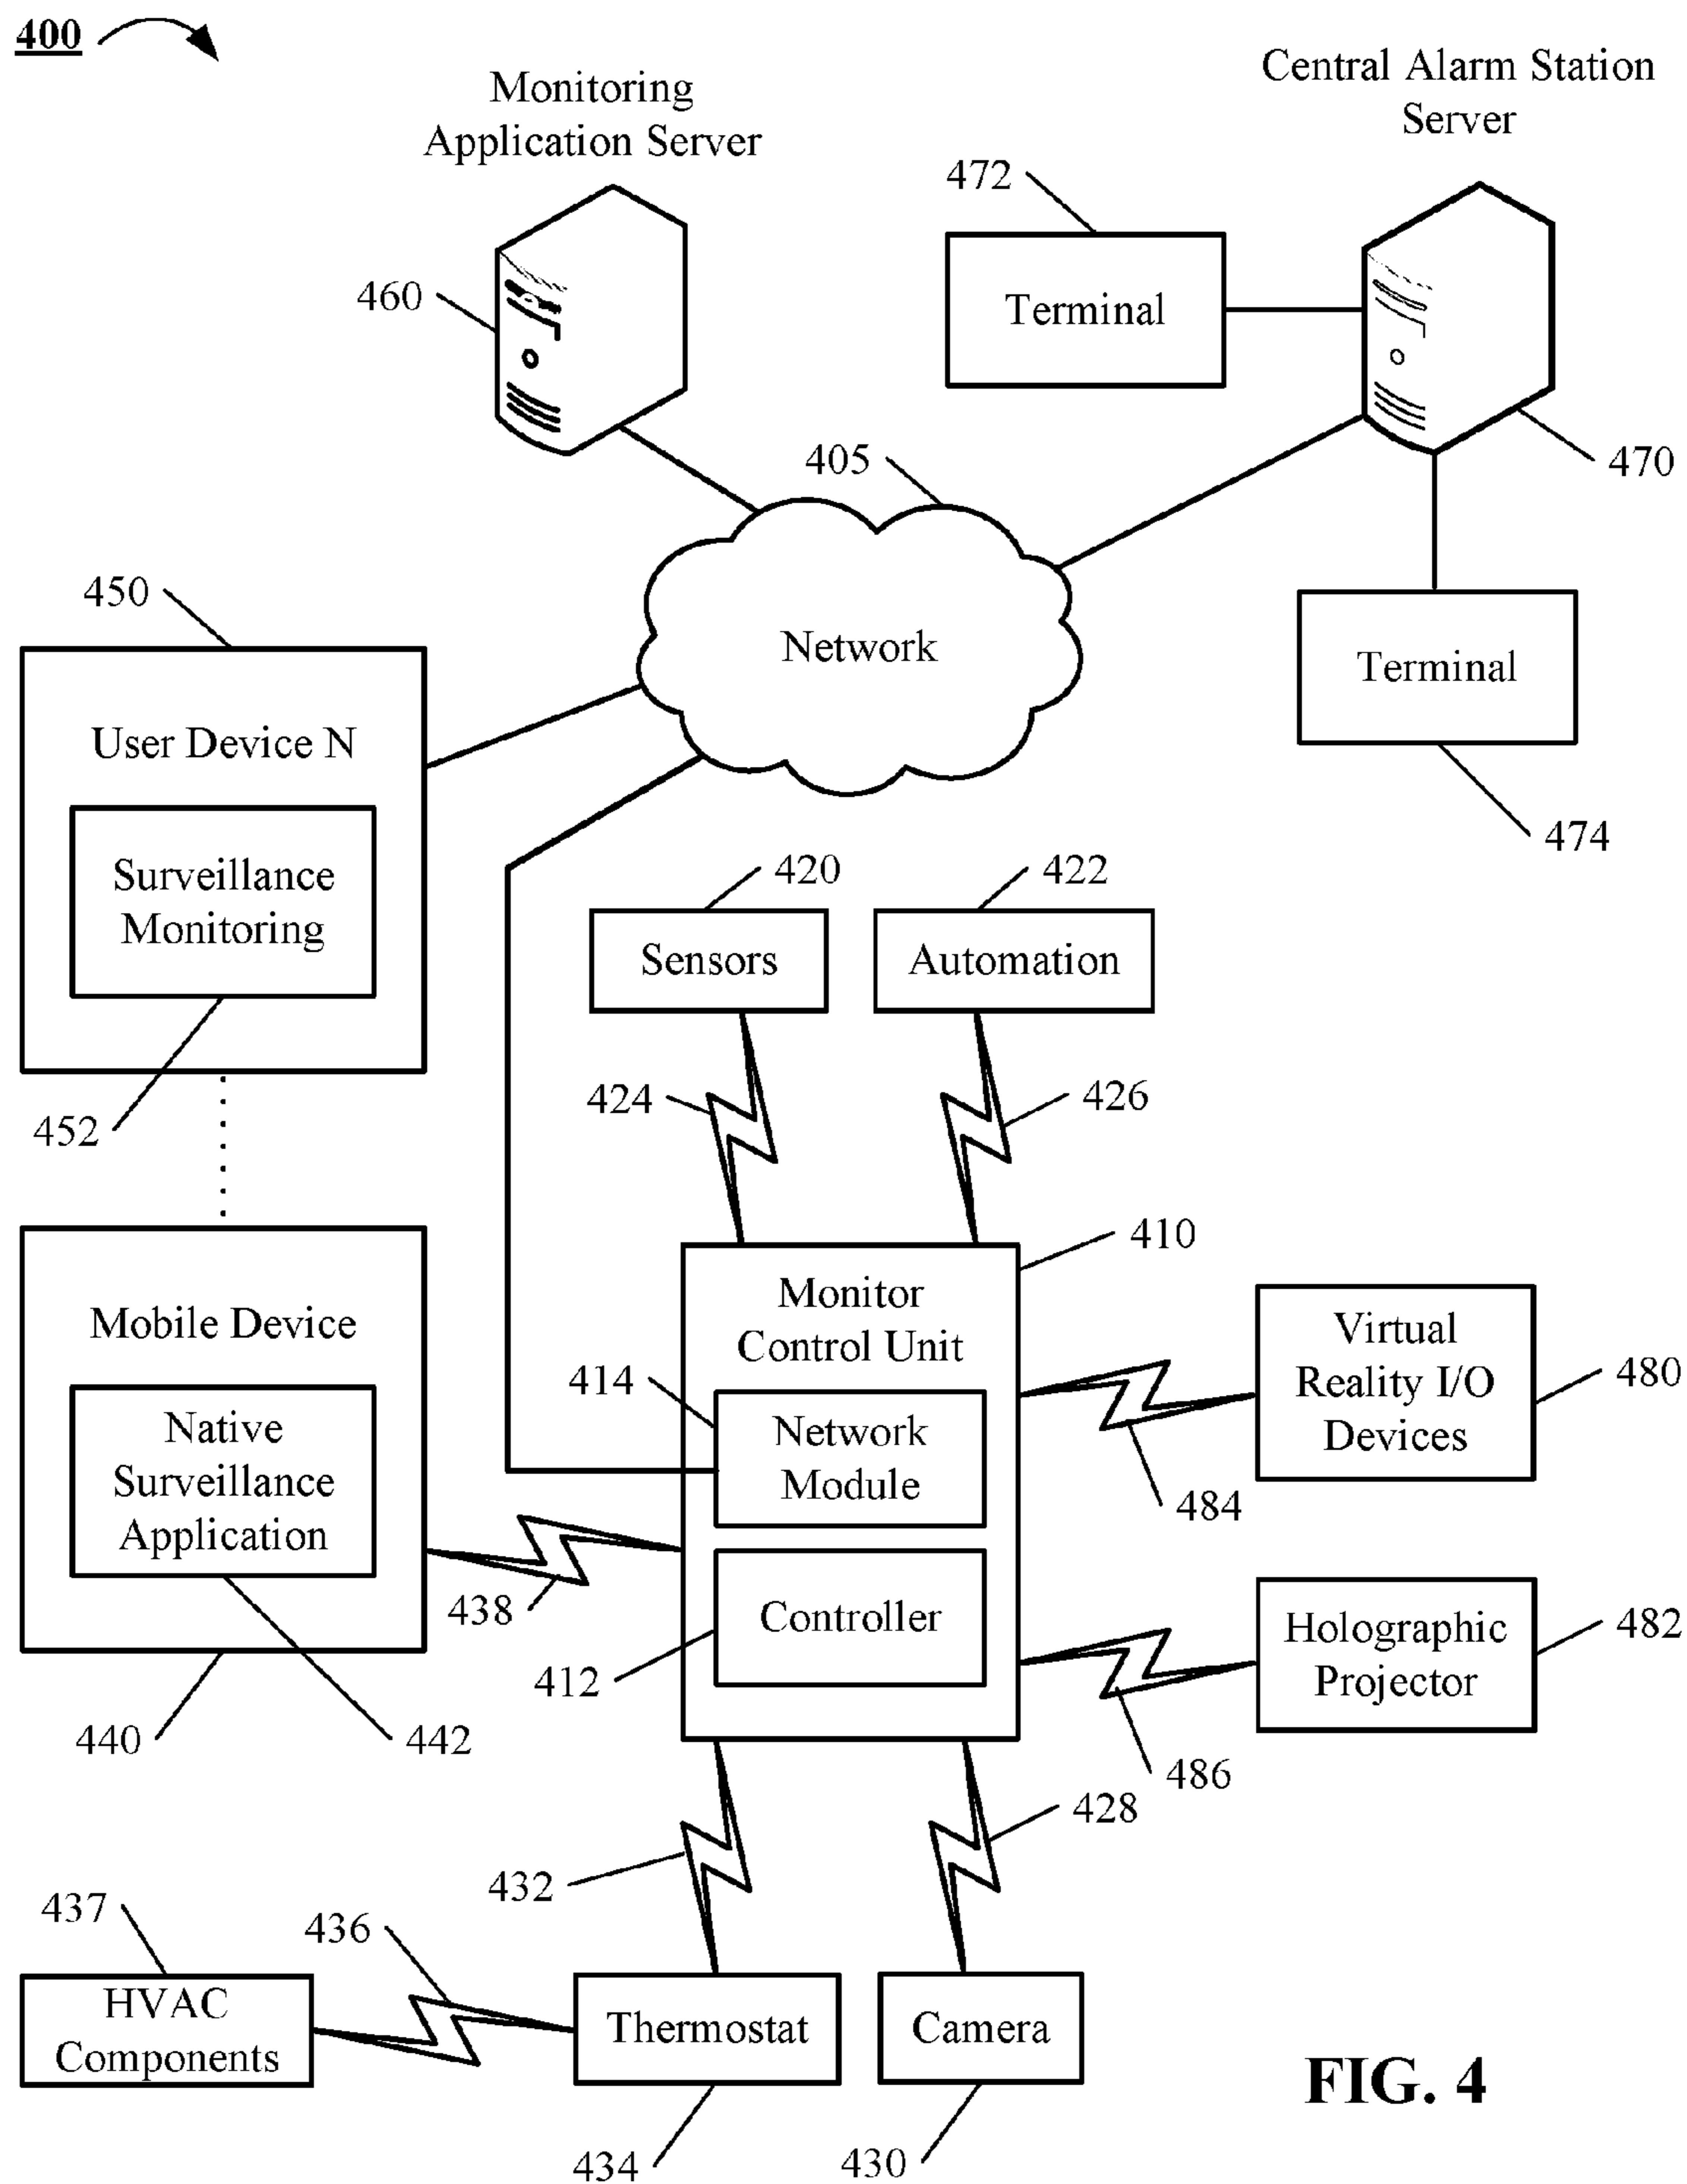 400
Monitoring
Application Server
Central Alarm Station
Server
472
Terminal
460
470
405
Network
Terminal
474
450
User Device N
Surveillance
Monitoring
452
420
422
Sensors
Automation
424
426
410
Monitor
Control Unit
414
Network
Module
Controller
412
Mobile Device
Native
Surveillance
Application
438
440
442
Virtual
Reality I/O
Devices
480
484
Holographic
Projector
482
486
428
432
437
436
HVAC
Components
Thermostat
Camera
434
430
FIG. 4